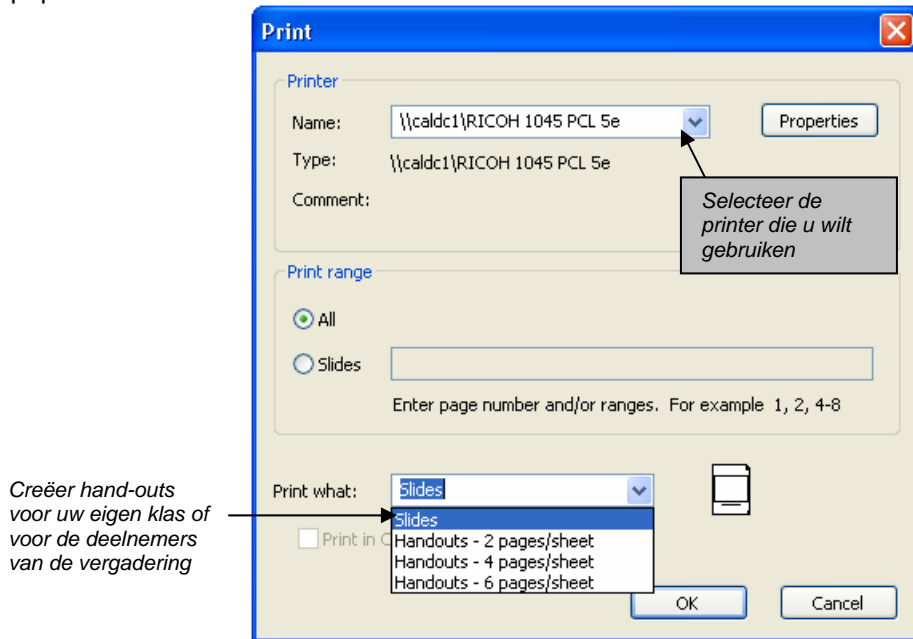 Print
Printer
Name:
\\caldc1\RICOH 1045 PCL 5e
Properties
Type:
\\caldc1\RICOH 1045 PCL 5e
Comment:
Selecteer de
printer die u wilt
gebruiken
Print range
All
Slides
Enter page number and/or ranges. For example 1, 2, 4-8
Creëer hand-outs
voor uw eigen klas of
voor de deelnemers
van de vergadering
Print what:
Slides
Slides
Print in
Handouts - 2 pages/sheet
Handouts - 4 pages/sheet
Handouts - 6 pages/sheet
OK
Cancel